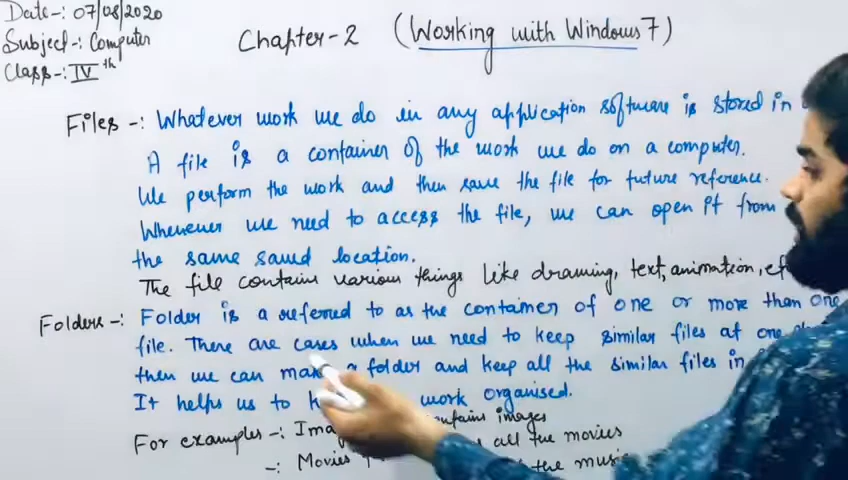 Date-: 07/08/2020
Subject-: Computer
Class-: IVth
Chapter-2 (Working with Windows 7)
Files -: Whatever work we do in any application software is stored in
A file is a container of the work we do on a computer.
We perform the work and then save the file for future reference.
Whenever we need to access the file, we can open it from
the same saved location.
The file contains various things like drawing, text, animation,
Folders -: Folder is a referred to as the container of one or more than one
file. There are cases when we need to keep similar files at one
then we can make a folder and keep all the similar files in
It helps us to work organised.
For examples -: images
-: Movies all the movies
the